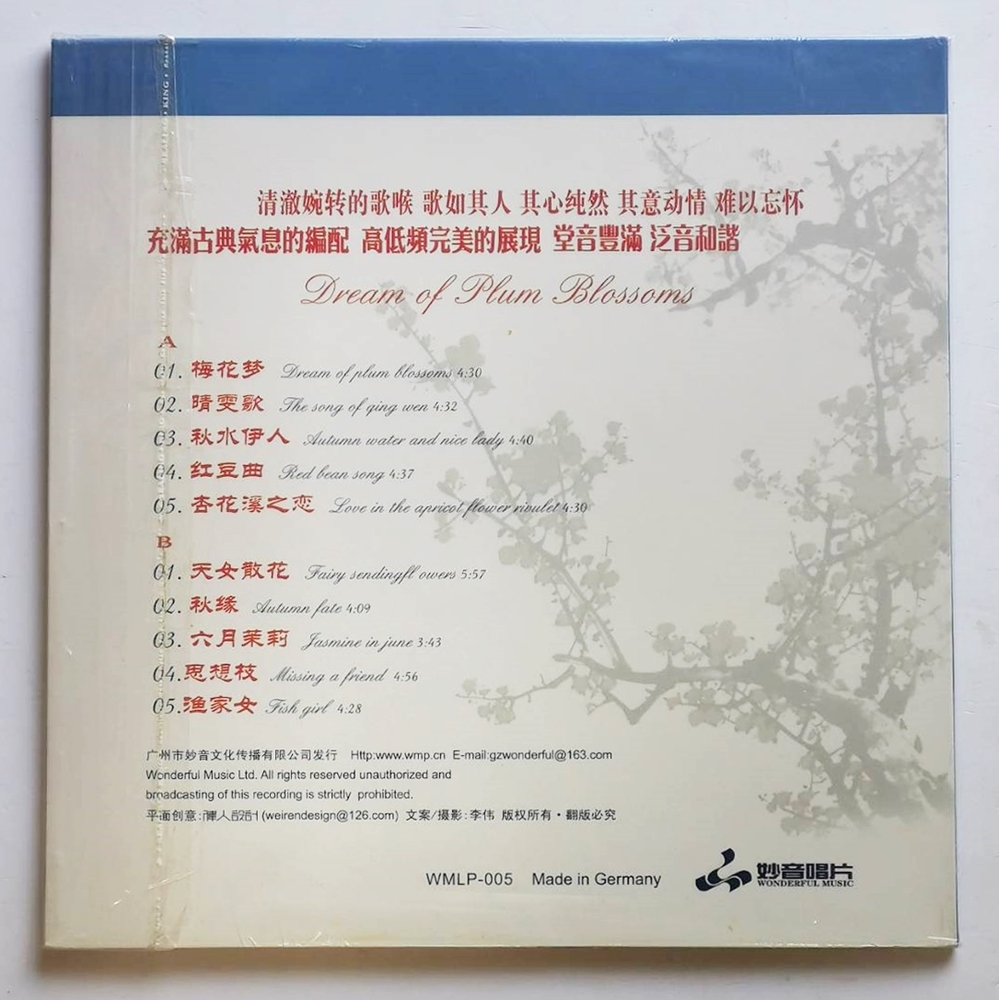 清澈婉转的歌喉 歌如其人 其心纯然 其意动情 难以忘怀
充滿古典氣息的編配 高低頻完美的展現 堂音豐滿 泛音和諧
Dream of Plum Blossoms
A
01. 梅花梦 Dream of plum blossoms 4:30
02. 晴雯歌 The song of qing wen 4:32
03. 秋水伊人 Autumn water and nice lady 4:40
04. 红豆曲 Red bean song 4:37
05. 杏花溪之恋 Love in the apricot flower rivulet 4:30
B
01. 天女散花 Fairy sendingfl owers 5:57
02. 秋缘 Autumn fate 4:09
03. 六月茉莉 Jasmine in june 3:43
04.思想枝 Missing a friend 4:56
05.渔家女 Fish girl 4:28
广州市妙音文化传播有限公司发行 Http:www.wmp.cn E-mail:gzwonderful@163.com
Wonderful Music Ltd. All rights reserved unauthorized and
broadcasting of this recording is strictly prohibited.
平面创意: (weirendesign@126.com) 文案/摄影:李伟 版权所有·翻版必究
WMLP-005 Made in Germany
妙音唱片
WONDERFUL MUSIC